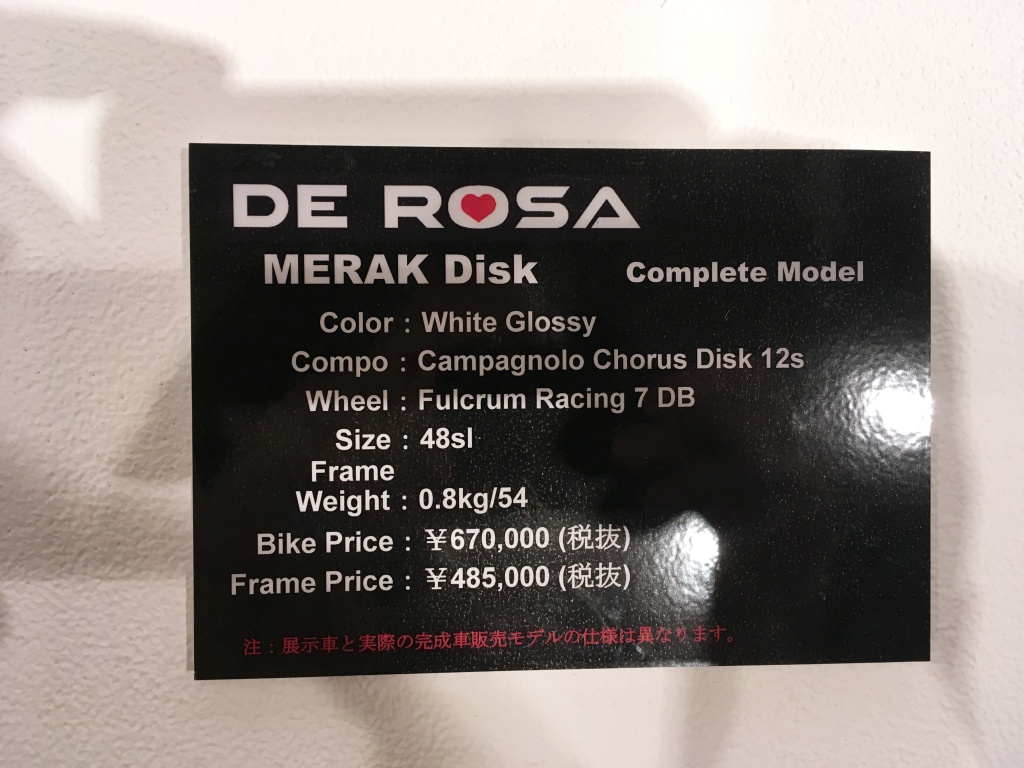 DE ROSA
MERAK Disk Complete Model
Color : White Glossy
Compo : Campagnolo Chorus Disk 12s
Wheel : Fulcrum Racing 7 DB
Size : 48sl
Frame
Weight : 0.8kg/54
Bike Price : ¥670,000 (税抜)
Frame Price : ¥485,000 (税抜)
注：展示車と実際の完成車販売モデルの仕様は異なります。